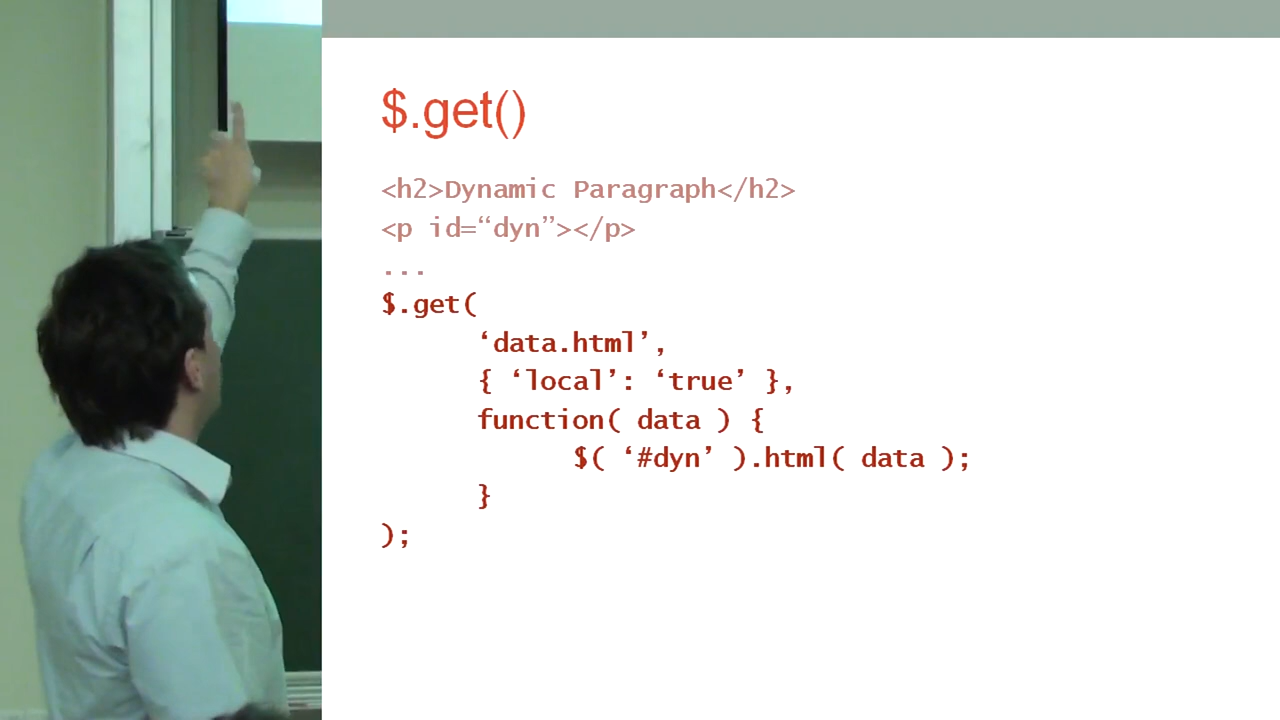 $.get()
<h2>Dynamic Paragraph</h2>
<p id=“dyn”></p>
...
$.get(
‘data.html’,
{ ‘local’: ‘true’ },
function( data ) {
$( ‘#dyn’ ).html( data );
}
);